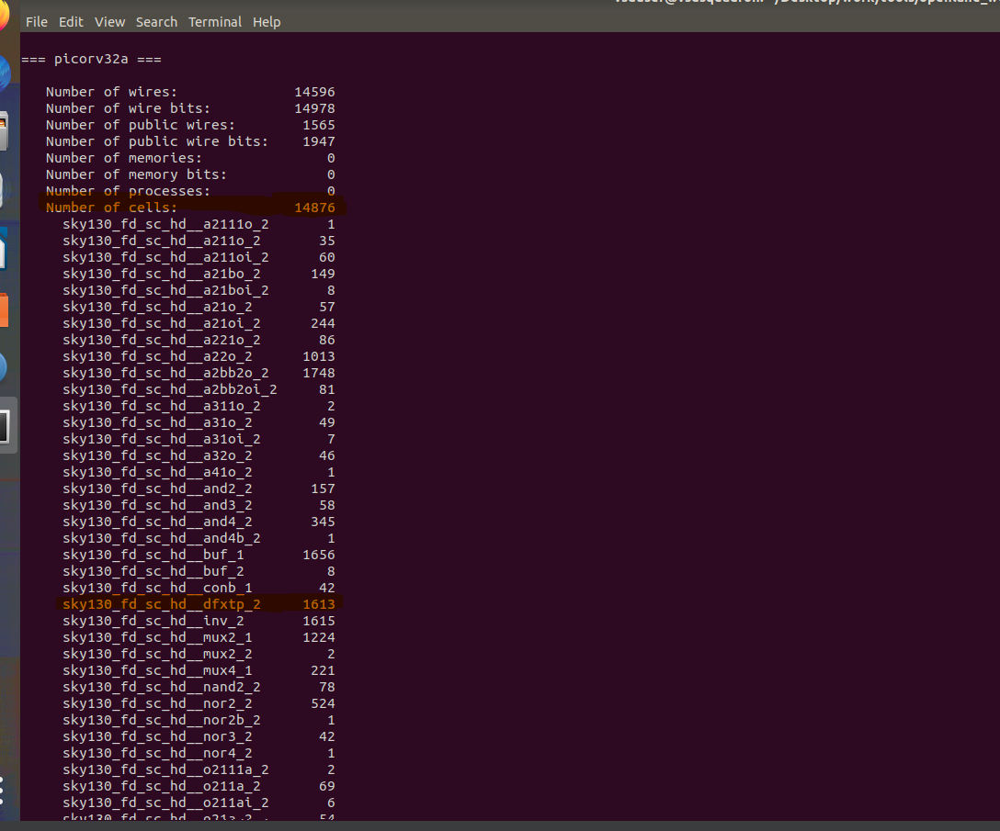 File Edit View Search Terminal Help
=== picorv32a ===
Number of wires: 14596
Number of wire bits: 14978
Number of public wires: 1565
Number of public wire bits: 1947
Number of memories: 0
Number of memory bits: 0
Number of processes: 0
Number of cells: 14876
sky130_fd_sc_hd__a2111o_2 1
sky130_fd_sc_hd__a211o_2 35
sky130_fd_sc_hd__a211oi_2 60
sky130_fd_sc_hd__a21bo_2 149
sky130_fd_sc_hd__a21boi_2 8
sky130_fd_sc_hd__a21o_2 57
sky130_fd_sc_hd__a21oi_2 244
sky130_fd_sc_hd__a221o_2 86
sky130_fd_sc_hd__a22o_2 1013
sky130_fd_sc_hd__a2bb2o_2 1748
sky130_fd_sc_hd__a2bb2oi_2 81
sky130_fd_sc_hd__a311o_2 2
sky130_fd_sc_hd__a31o_2 49
sky130_fd_sc_hd__a31oi_2 7
sky130_fd_sc_hd__a32o_2 46
sky130_fd_sc_hd__a41o_2 1
sky130_fd_sc_hd__and2_2 157
sky130_fd_sc_hd__and3_2 58
sky130_fd_sc_hd__and4_2 345
sky130_fd_sc_hd__and4b_2 1
sky130_fd_sc_hd__buf_1 1656
sky130_fd_sc_hd__buf_2 8
sky130_fd_sc_hd__conb_1 42
sky130_fd_sc_hd__dfxtp_2 1613
sky130_fd_sc_hd__inv_2 1615
sky130_fd_sc_hd__mux2_1 1224
sky130_fd_sc_hd__mux2_2 2
sky130_fd_sc_hd__mux4_1 221
sky130_fd_sc_hd__nand2_2 78
sky130_fd_sc_hd__nor2_2 524
sky130_fd_sc_hd__nor2b_2 1
sky130_fd_sc_hd__nor3_2 42
sky130_fd_sc_hd__nor4_2 1
sky130_fd_sc_hd__o2111a_2 2
sky130_fd_sc_hd__o211a_2 69
sky130_fd_sc_hd__o211ai_2 6